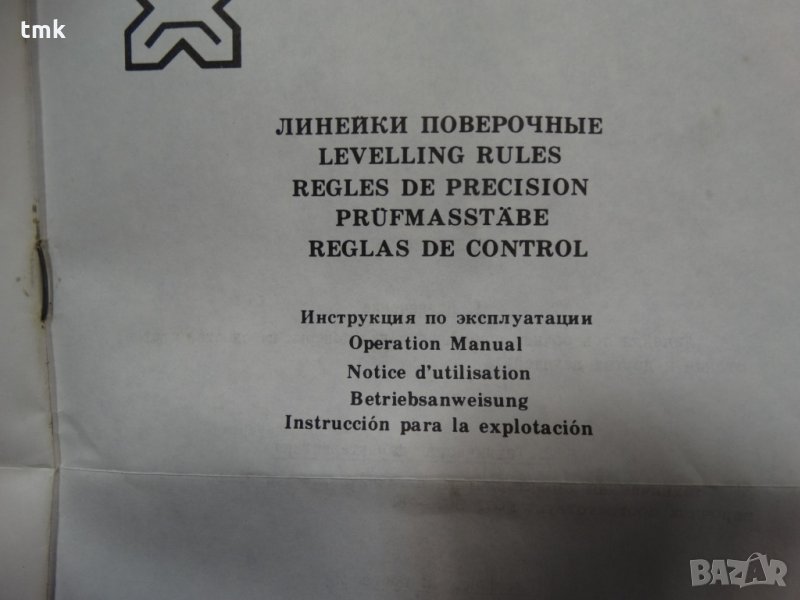 tmk
ЛИНЕЙКИ ПОВЕРОЧНЫЕ
LEVELLING RULES
REGLES DE PRECISION
PRÜFMASSTÄBE
REGLAS DE CONTROL
Инструкция по эксплуатации
Operation Manual
Notice d'utilisation
Betriebsanweisung
Instrucción para la explotación
BAZAR